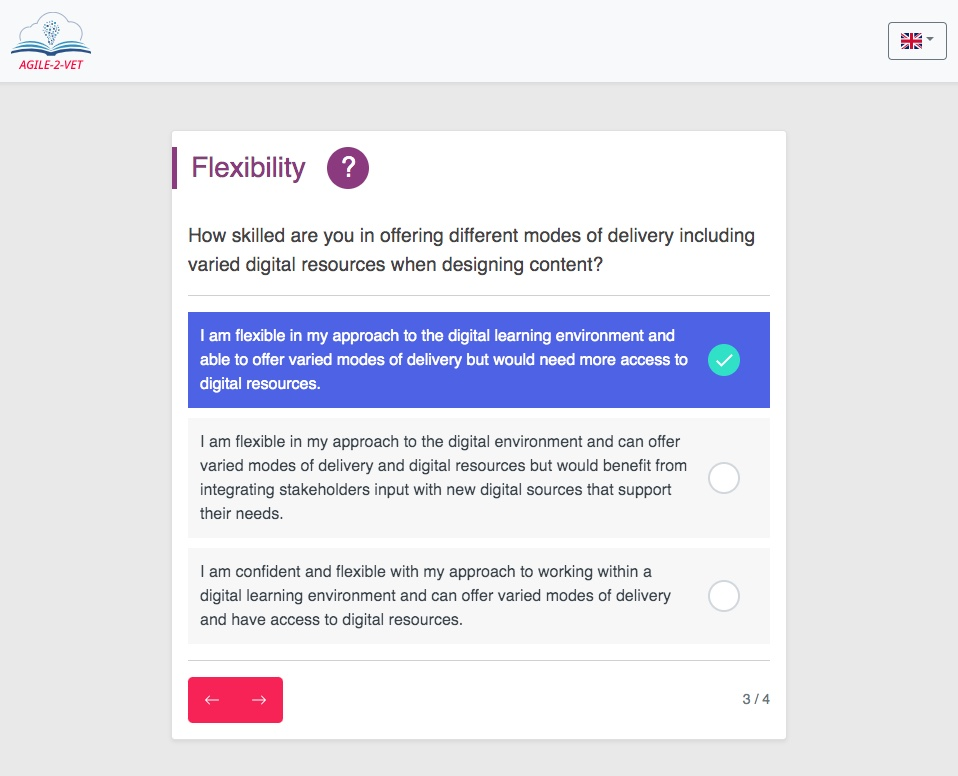 AGILE-2-VET
Flexibility ?
How skilled are you in offering different modes of delivery including
varied digital resources when designing content?
I am flexible in my approach to the digital learning environment and
able to offer varied modes of delivery but would need more access to
digital resources.
I am flexible in my approach to the digital environment and can offer
varied modes of delivery and digital resources but would benefit from
integrating stakeholders input with new digital sources that support
their needs.
I am confident and flexible with my approach to working within a
digital learning environment and can offer varied modes of delivery
and have access to digital resources.
← → 3 / 4